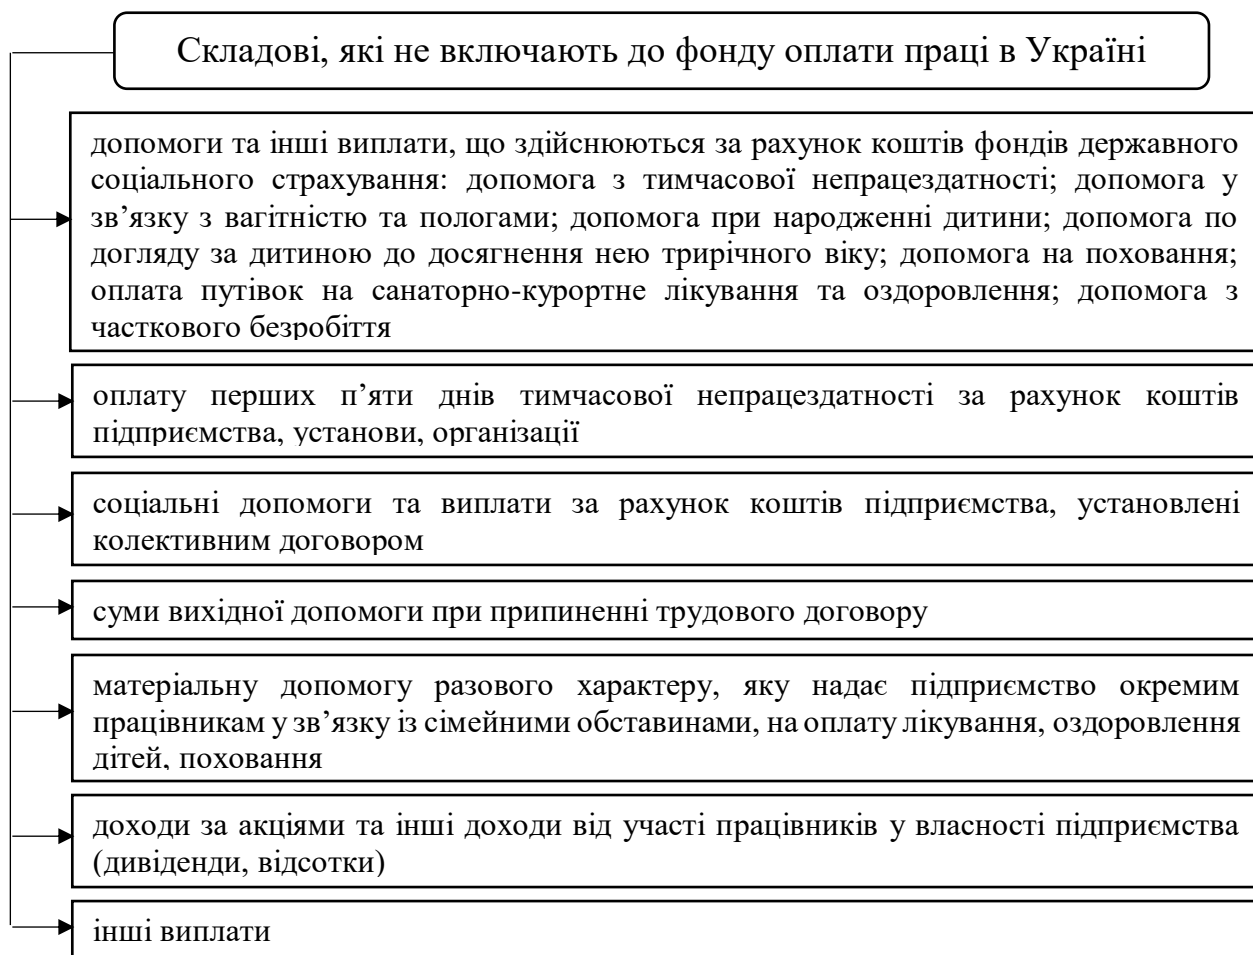 Складові, які не включають до фонду оплати праці в Україні
допомоги та інші виплати, що здійснюються за рахунок коштів фондів державного
соціального страхування: допомога з тимчасової непрацездатності; допомога у
зв’язку з вагітністю та пологами; допомога при народженні дитини; допомога по
догляду за дитиною до досягнення нею трирічного віку; допомога на поховання;
оплата путівок на санаторно-курортне лікування та оздоровлення; допомога з
часткового безробіття
оплату перших п’яти днів тимчасової непрацездатності за рахунок коштів
підприємства, установи, організації
соціальні допомоги та виплати за рахунок коштів підприємства, установлені
колективним договором
суми вихідної допомоги при припиненні трудового договору
матеріальну допомогу разового характеру, яку надає підприємство окремим
працівникам у зв’язку із сімейними обставинами, на оплату лікування, оздоровлення
дітей, поховання
доходи за акціями та інші доходи від участі працівників у власності підприємства
(дивіденди, відсотки)
інші виплати